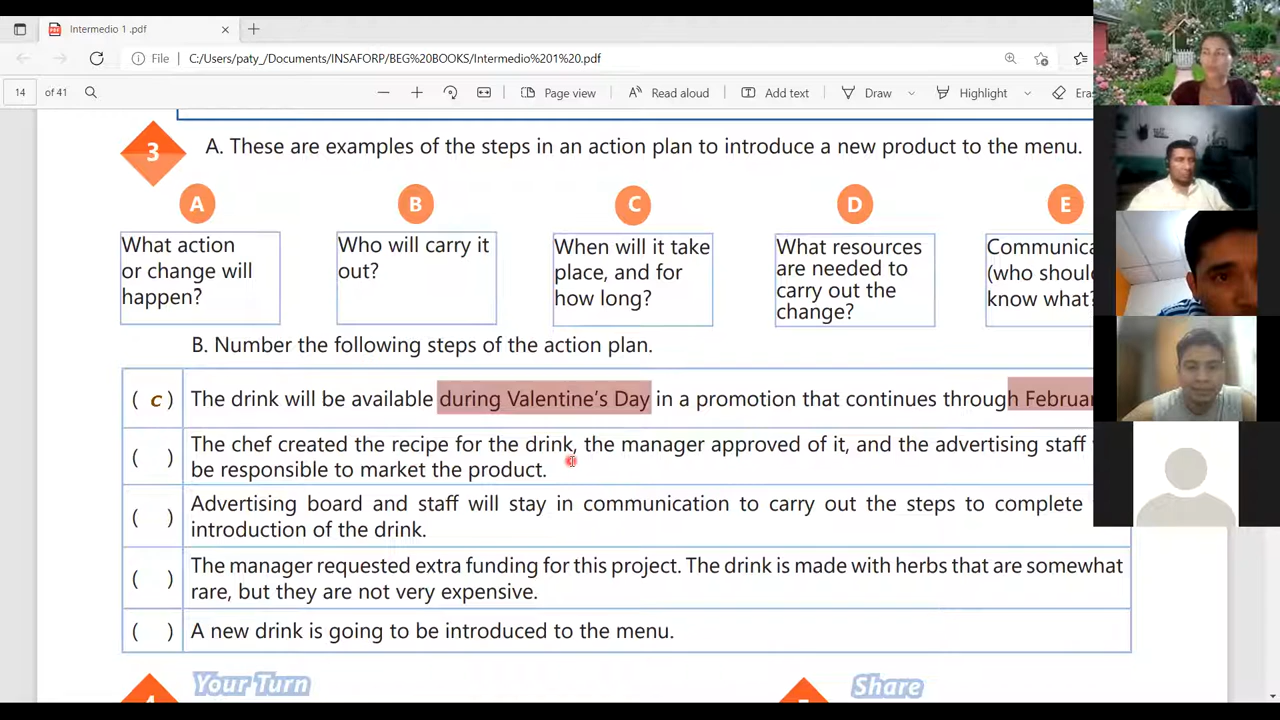 Intermedio 1 .pdf
File
C:/Users/paty_/Documents/INSAFORP/BEG%20BOOKS/Intermedio%201%20.pdf
14 of 41
Page view
Read aloud
Add text
Draw
Highlight
3
A. These are examples of the steps in an action plan to introduce a new product to the menu.
A
B
C
D
E
What action
or change will
happen?
Who will carry it
out?
When will it take
place, and for
how long?
What resources
are needed to
carry out the
change?
(who
know what?
B. Number the following steps of the action plan.
( c ) The drink will be available during Valentine's Day in a promotion that continues through
( ) The chef created the recipe for the drink, the manager approved of it, and the advertising staff
be responsible to market the product.
( ) Advertising board and staff will stay in communication to carry out the steps to complete
introduction of the drink.
( ) The manager requested extra funding for this project. The drink is made with herbs that are somewhat
rare, but they are not very expensive.
( ) A new drink is going to be introduced to the menu.
Your Turn
Share